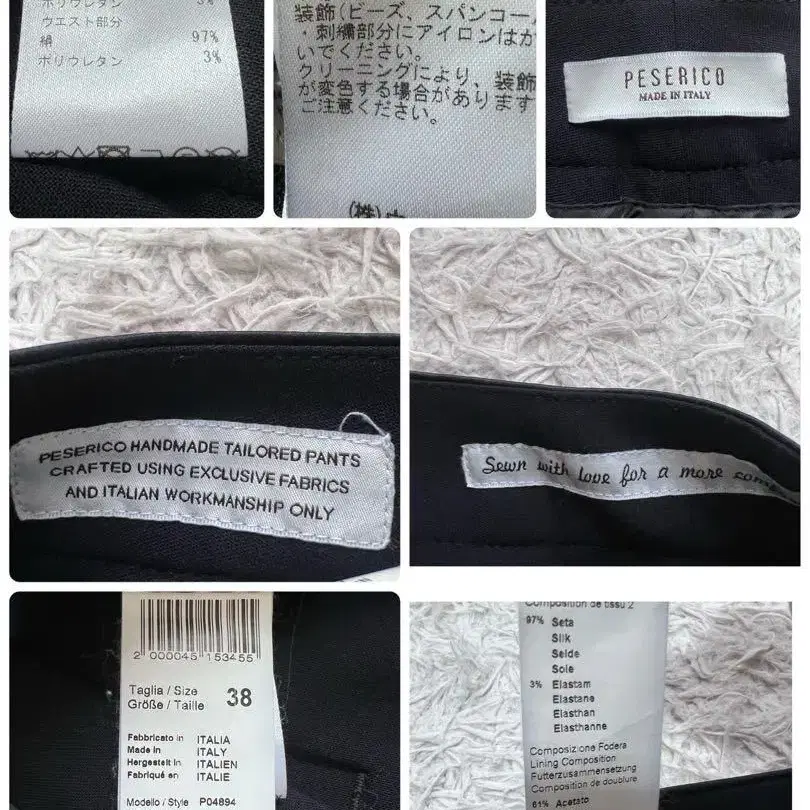 ポリウレタン 3%
ウエスト部分
絹 97%
ポリウレタン 3%
装飾(ビーズ、スパンコー
・刺繍部分にアイロンはか
いでください。
クリーニングにより、装飾
が変色する場合があります
ご注意ください。
(株)
PESERICO
MADE IN ITALY
PESERICO HANDMADE TAILORED PANTS
CRAFTED USING EXCLUSIVE FABRICS
AND ITALIAN WORKMANSHIP ONLY
Sewn with love for a more
2 000045 153455
Taglia / Size
Größe / Taille
38
Fabbricato in ITALIA
Made in ITALY
Hergestellt in ITALIEN
Fabriqué en ITALIE
Modello / Style P04894
Composition de tissu 2
97% Seta
Silk
Seide
Soie
3% Elastam
Elastane
Elasthan
Elasthanne
Composizione Fodera
Lining Composition
Futterzusammensetzung
Composition de doublure
61% Acetato